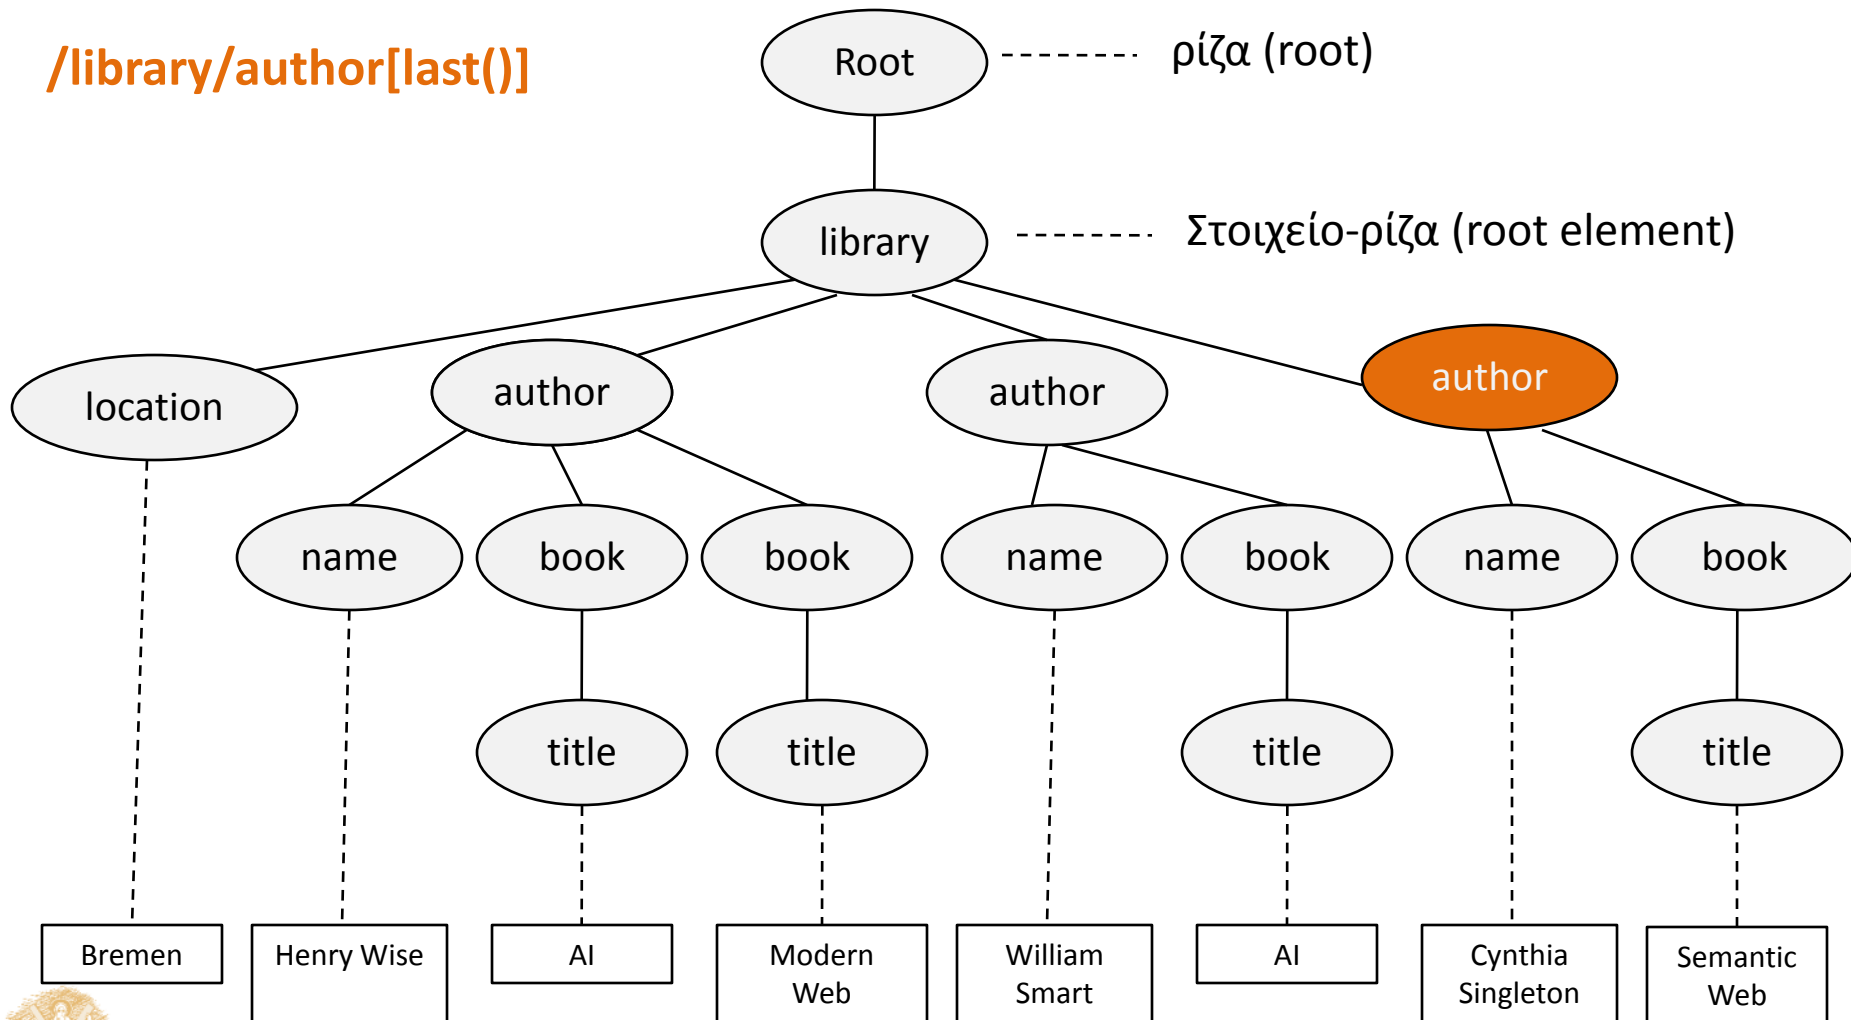 /library/author[last()]
Root
ρίζα (root)
library
Στοιχείο-ρίζα (root element)
location
author
author
author
name
book
book
name
book
name
book
title
title
title
title
Bremen
Henry Wise
AI
Modern
Web
William
Smart
AI
Cynthia
Singleton
Semantic
Web